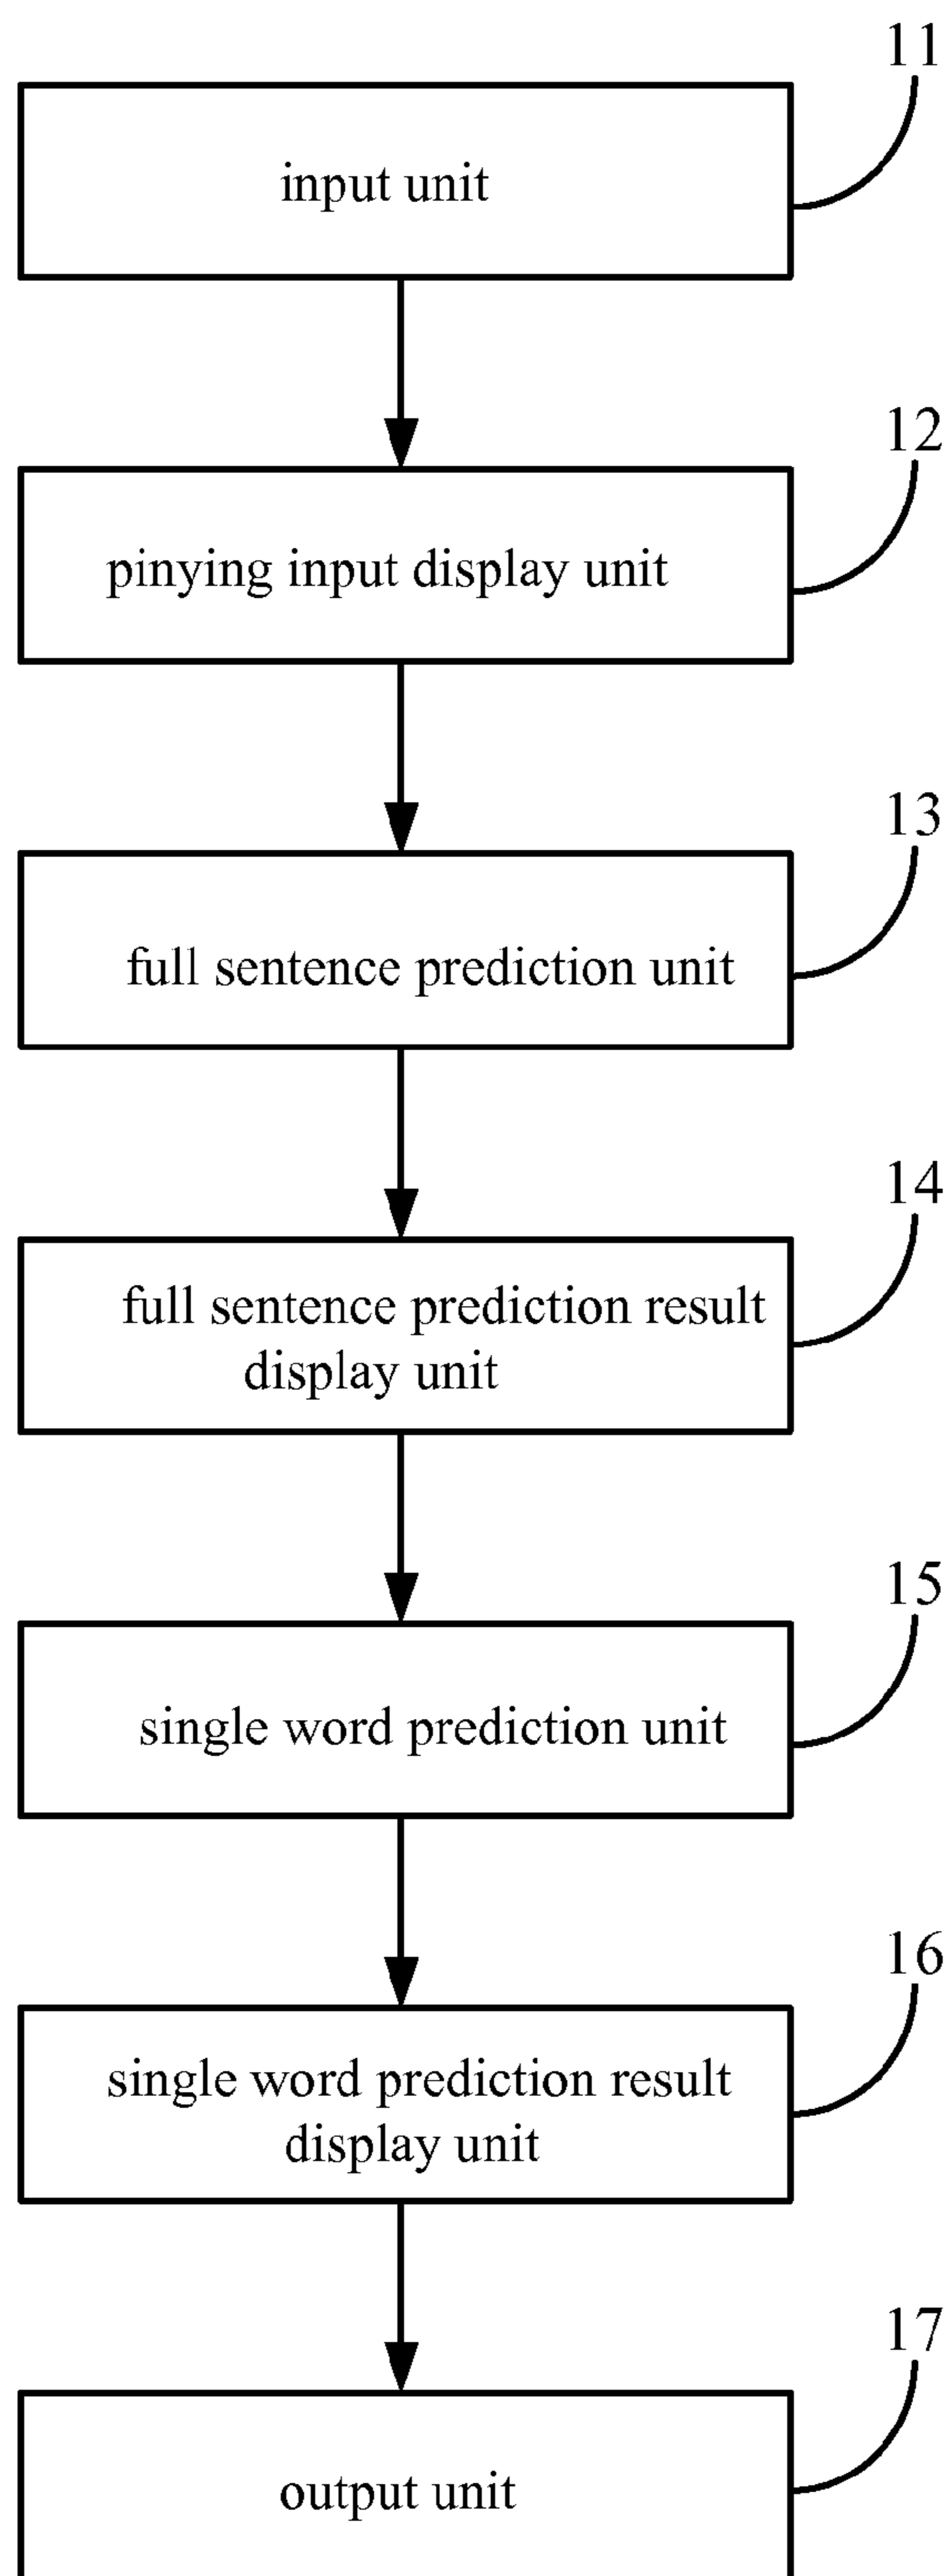 11
input unit
12
pinying input display unit
13
full sentence prediction unit
14
full sentence prediction result
display unit
15
single word prediction unit
16
single word prediction result
display unit
17
output unit